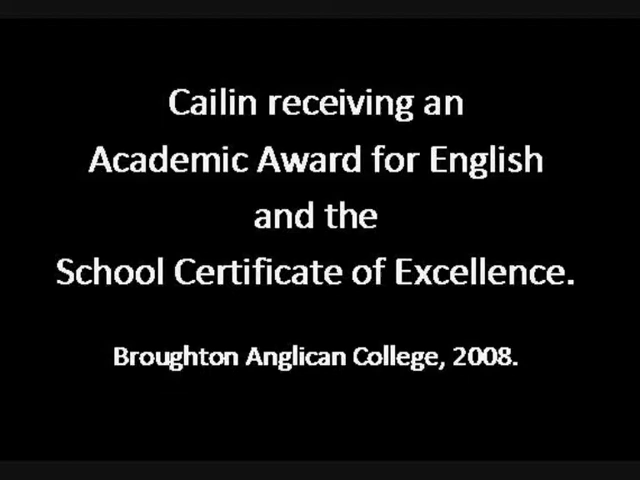 Cailin receiving an
Academic Award for English
and the
School Certificate of Excellence.
Broughton Anglican College, 2008.